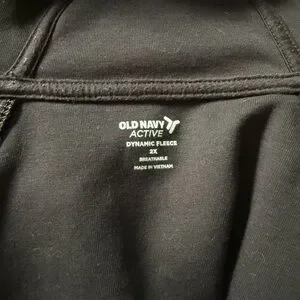 OLD NAVY
ACTIVE
DYNAMIC FLEECE
2X
BREATHABLE
MADE IN VIETNAM